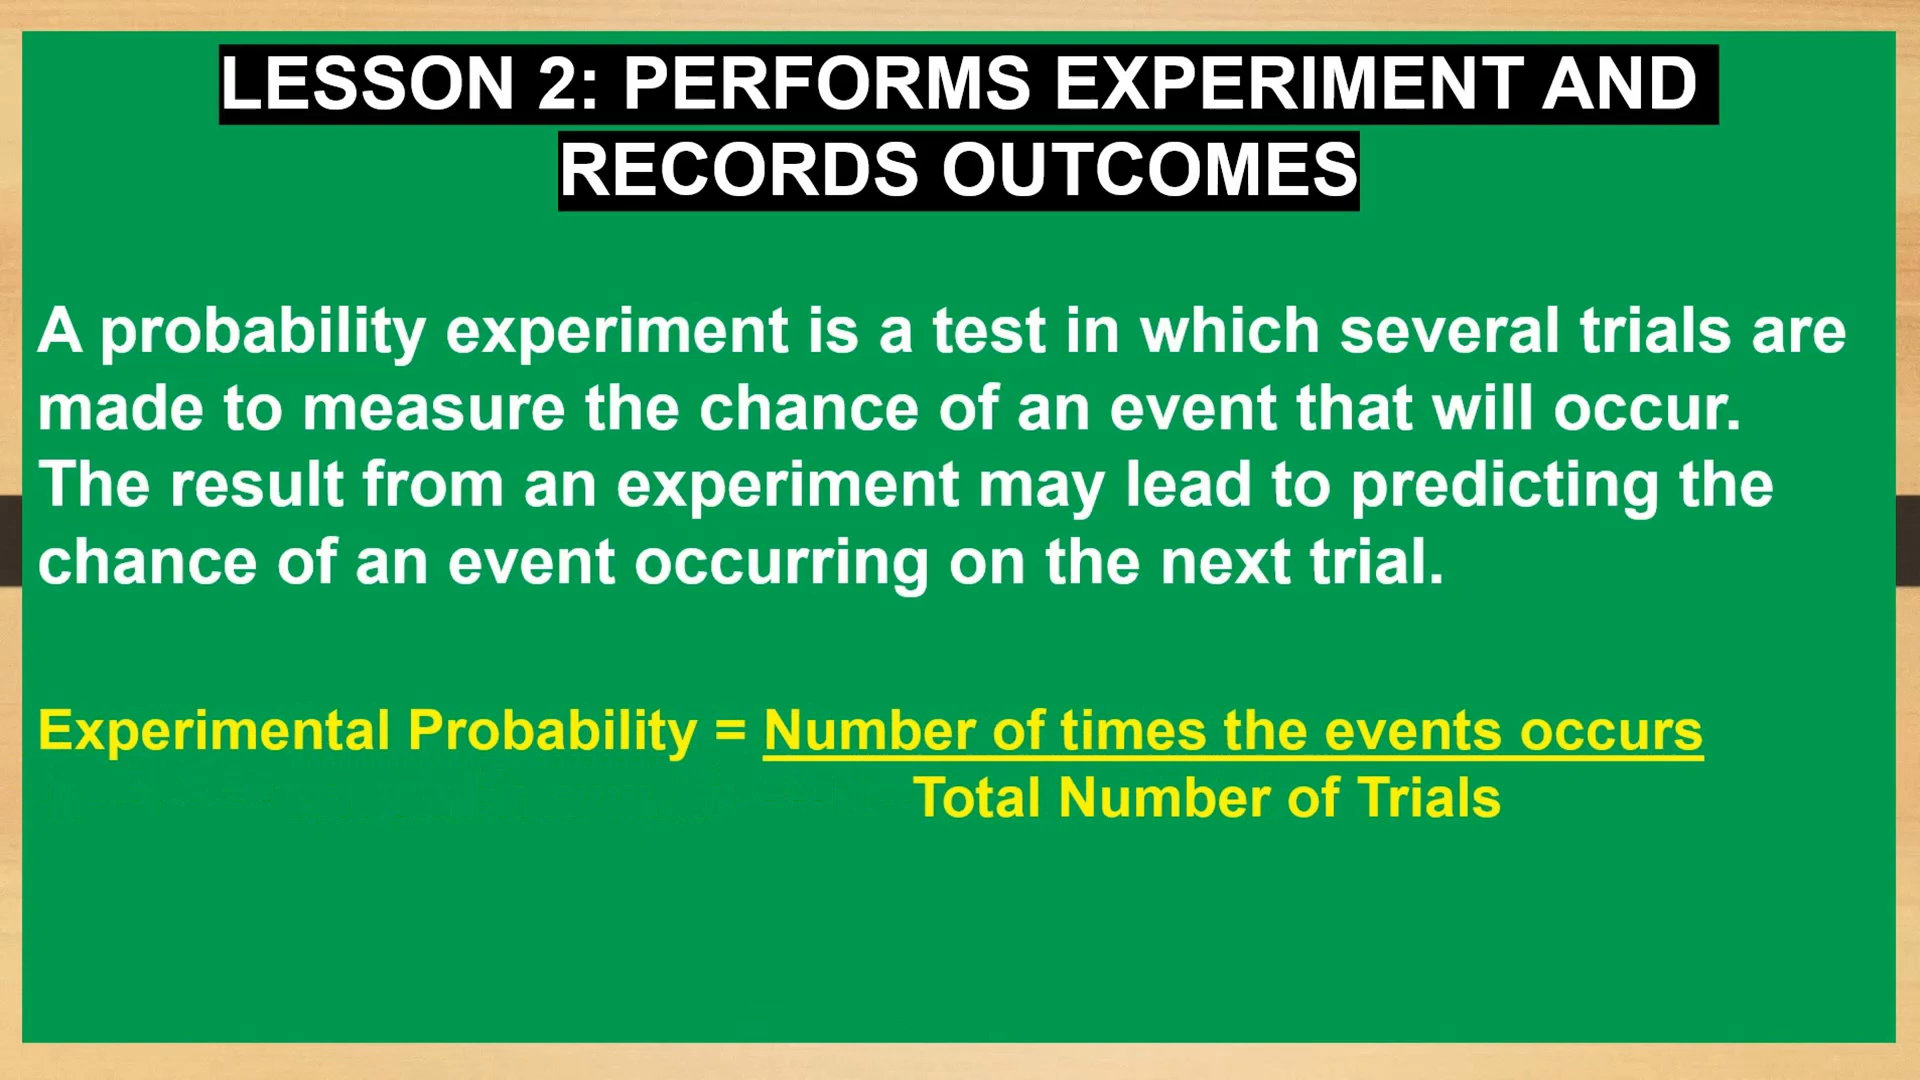 LESSON 2: PERFORMS EXPERIMENT AND
RECORDS OUTCOMES
A probability experiment is a test in which several trials are
made to measure the chance of an event that will occur.
The result from an experiment may lead to predicting the
chance of an event occurring on the next trial.
Experimental Probability = Number of times the events occurs
Total Number of Trials